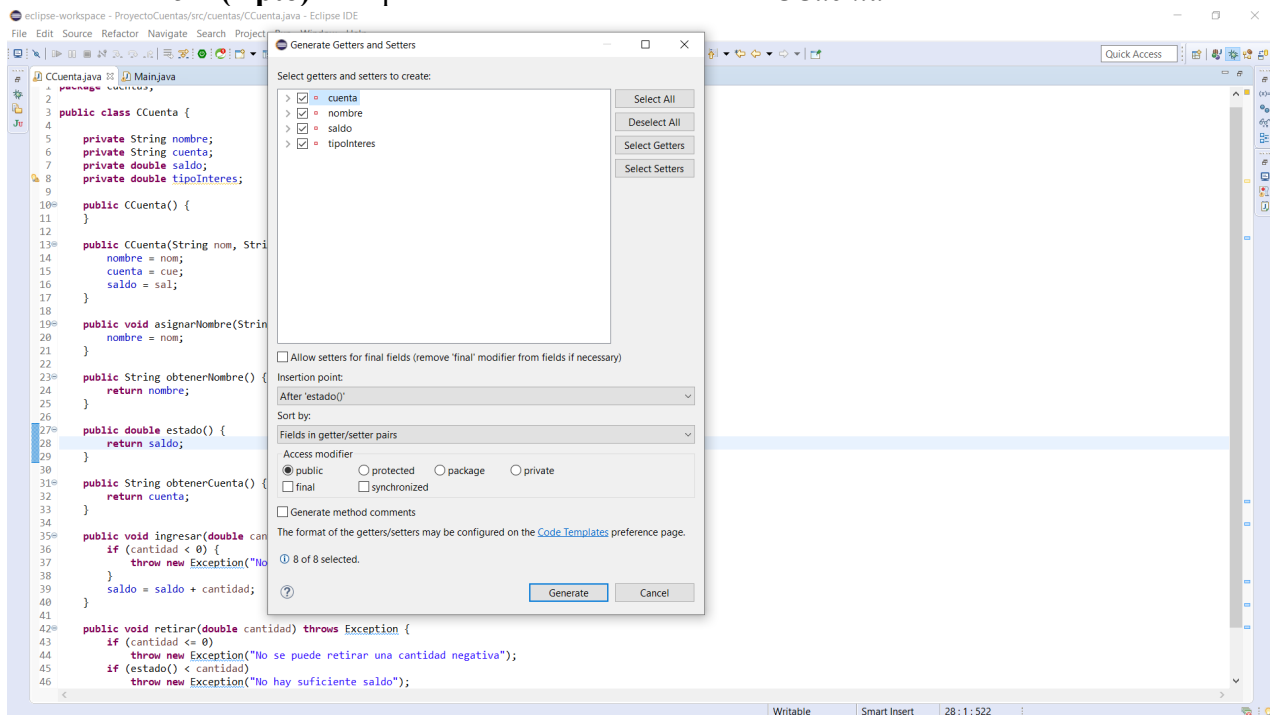 eclipse-workspace - ProyectoCuentas/src/cuentas/CCuenta.java - Eclipse IDE
File Edit Source Refactor Navigate Search Project
Quick Access
CCuenta.java Main.java
1 package cuentas;
2
3 public class CCuenta {
4
5 private String nombre;
6 private String cuenta;
7 private double saldo;
8 private double tipoInteres;
9
10 public CCuenta() {
11 }
12
13 public CCuenta(String nom, Stri
14 nombre = nom;
15 cuenta = cue;
16 saldo = sal;
17 }
18
19 public void asignarNombre(Strin
20 nombre = nom;
21 }
22
23 public String obtenerNombre() {
24 return nombre;
25 }
26
27 public double estado() {
28 return saldo;
29 }
30
31 public String obtenerCuenta() {
32 return cuenta;
33 }
34
35 public void ingresar(double can
36 if (cantidad < 0) {
37 throw new Exception("No
38 }
39 saldo = saldo + cantidad;
40 }
41
42 public void retirar(double cantidad) throws Exception {
43 if (cantidad <= 0)
44 throw new Exception("No se puede retirar una cantidad negativa");
45 if (estado() < cantidad)
46 throw new Exception("No hay suficiente saldo");
Generate Getters and Setters
Select getters and setters to create:
cuenta
nombre
saldo
tipoInteres
Select All
Deselect All
Select Getters
Select Setters
Allow setters for final fields (remove 'final' modifier from fields if necessary)
Insertion point:
After 'estado()'
Sort by:
Fields in getter/setter pairs
Access modifier
public protected package private
final synchronized
Generate method comments
The format of the getters/setters may be configured on the Code Templates preference page.
8 of 8 selected.
Generate Cancel
Writable Smart Insert 28 : 1 : 522